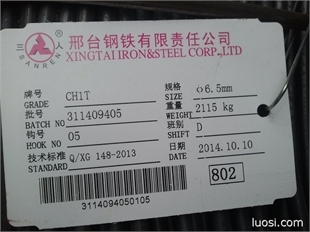 三 人
SANREN
邢台钢铁有限责任公司
XINGTAI IRON&STEEL CORP.,LTD
牌号 GRADE CH1T 规格 SIZE Φ6.5mm
批号 BATCH NO 311409405 重量 WEIGHT 2115 kg
钩号 HOOK NO 05 班别 SHIFT D
技术标准 STANDARD Q/XG 148-2013 日期 DATE 2014.10.10
802
3114094050105
luosi.com